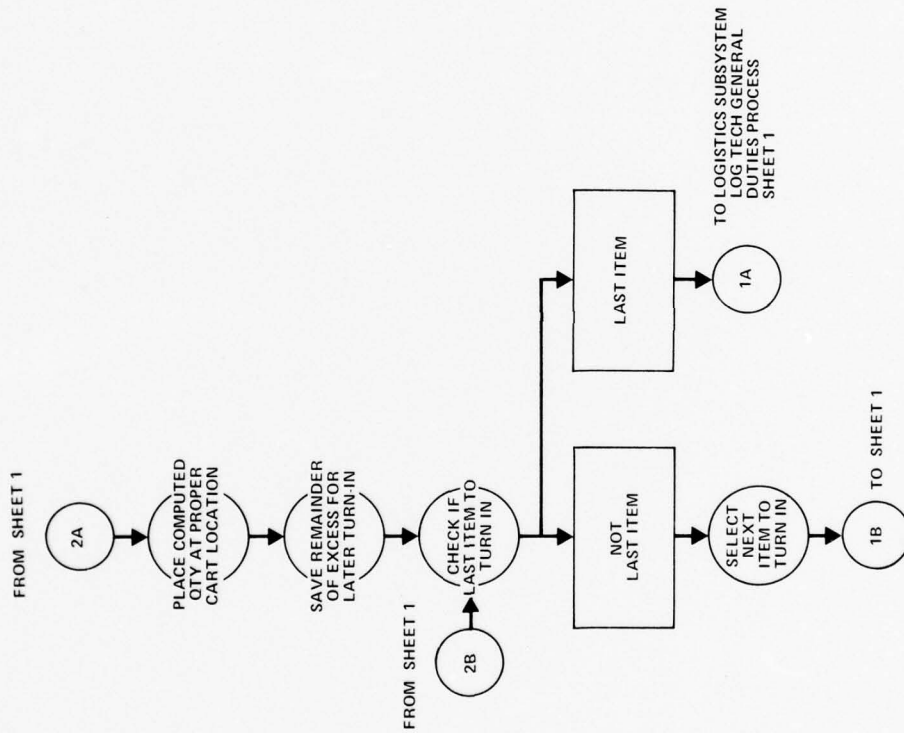 FROM SHEET 1
2A
PLACE COMPUTED
QTY AT PROPER
CART LOCATION
SAVE REMAINDER
OF EXCESS FOR
LATER TURN-IN
FROM SHEET 1
2B
CHECK IF
LAST ITEM TO
TURN IN
NOT
LAST ITEM
LAST ITEM
SELECT
NEXT
ITEM TO
TURN IN
1B
TO SHEET 1
1A
TO LOGISTICS SUBSYSTEM
LOG TECH GENERAL
DUTIES PROCESS
SHEET 1